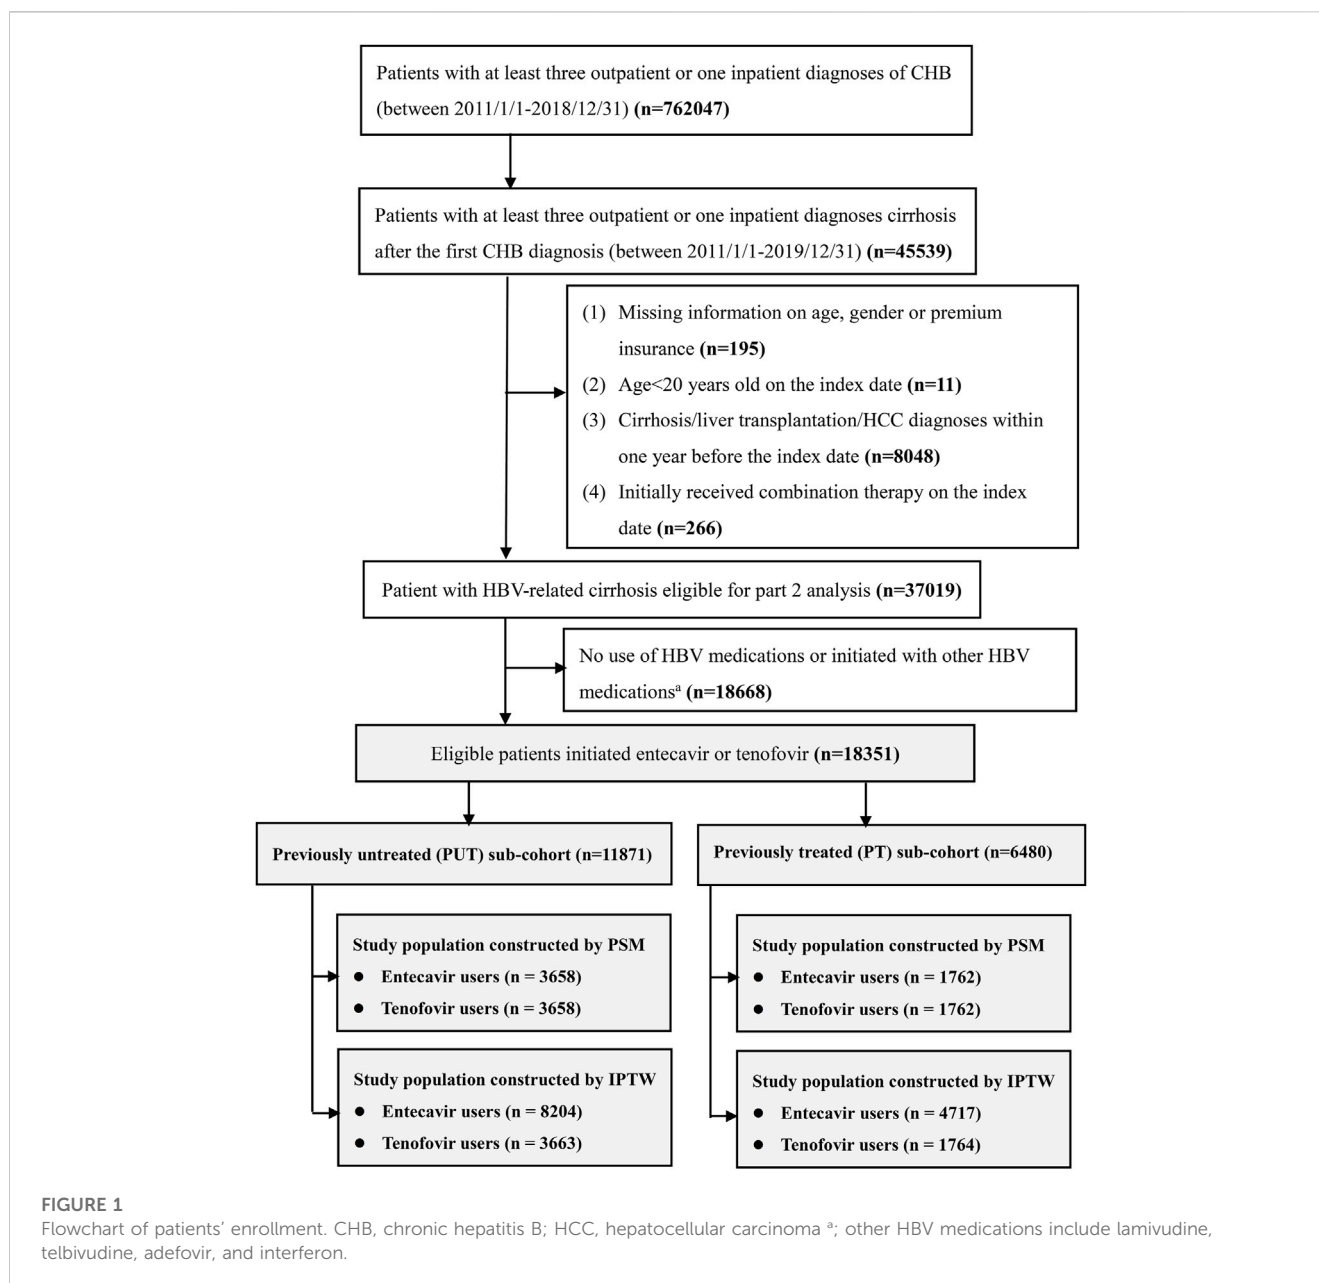 Patients with at least three outpatient or one inpatient diagnoses of CHB
(between 2011/1/1-2018/12/31) (n=762047)
Patients with at least three outpatient or one inpatient diagnoses cirrhosis
after the first CHB diagnosis (between 2011/1/1-2019/12/31) (n=45539)
(1) Missing information on age, gender or premium
insurance (n=195)
(2) Age<20 years old on the index date (n=11)
(3) Cirrhosis/liver transplantation/HCC diagnoses within
one year before the index date (n=8048)
(4) Initially received combination therapy on the index
date (n=266)
Patient with HBV-related cirrhosis eligible for part 2 analysis (n=37019)
No use of HBV medications or initiated with other HBV
medicationsᵃ (n=18668)
Eligible patients initiated entecavir or tenofovir (n=18351)
Previously untreated (PUT) sub-cohort (n=11871)
Study population constructed by PSM
● Entecavir users (n = 3658)
● Tenofovir users (n = 3658)
Study population constructed by IPTW
● Entecavir users (n = 8204)
● Tenofovir users (n = 3663)
Previously treated (PT) sub-cohort (n=6480)
Study population constructed by PSM
● Entecavir users (n = 1762)
● Tenofovir users (n = 1762)
Study population constructed by IPTW
● Entecavir users (n = 4717)
● Tenofovir users (n = 1764)
FIGURE 1
Flowchart of patients' enrollment. CHB, chronic hepatitis B; HCC, hepatocellular carcinoma ᵃ; other HBV medications include lamivudine,
telbivudine, adefovir, and interferon.